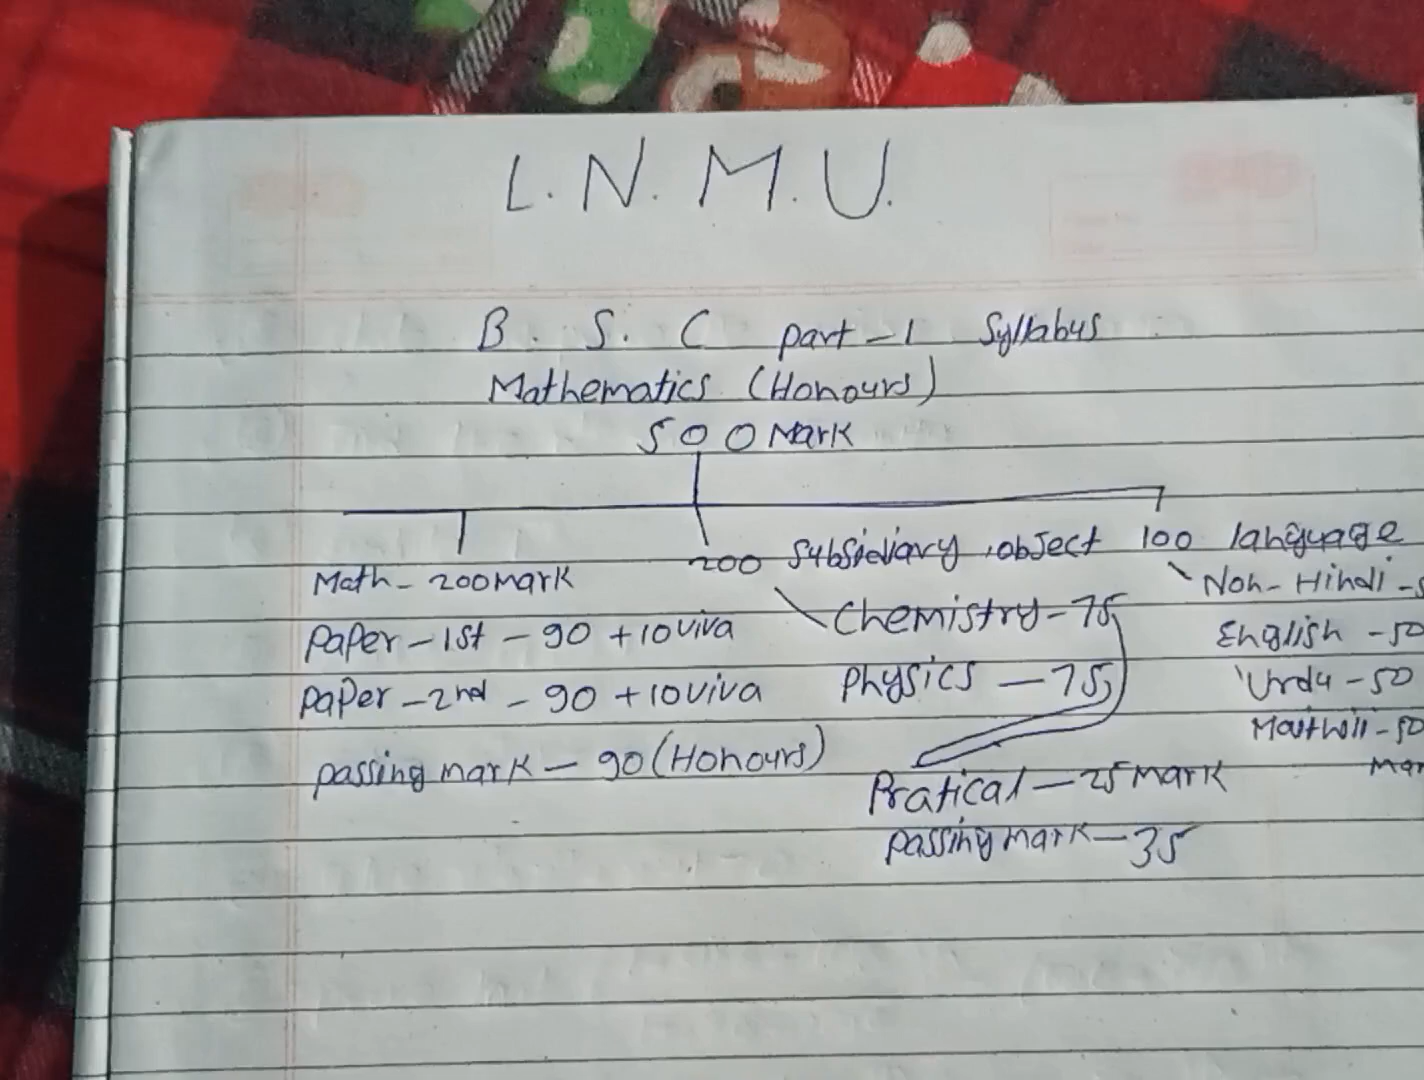 L. N. M. U.
B. S. C part - 1 Syllabus
Mathematics (Honours)
500 Mark
Math - 200 mark
Paper - 1st - 90 + 10 viva
Paper - 2nd - 90 + 10 viva
passing mark - 90 (Honours)
200 Subsidiary object
Chemistry - 75
Physics - 75
Pratical - 25 Mark
passing mark - 35
100 language
Non - Hindi -
English - 50
Urdu - 50
Maithili - 50